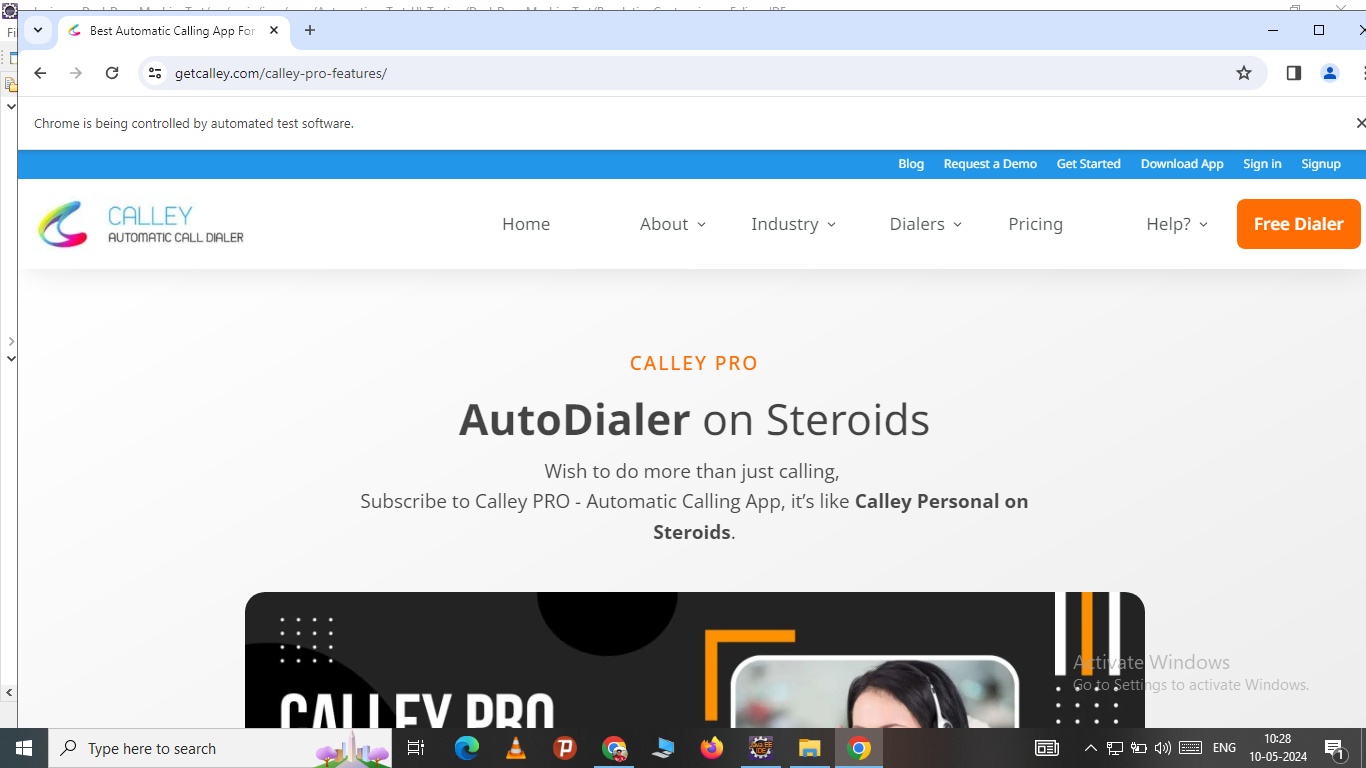 Best Automatic Calling App For
getcalley.com/calley-pro-features/
Chrome is being controlled by automated test software.
Blog Request a Demo Get Started Download App Sign in Signup
CALLEY
AUTOMATIC CALL DIALER
Home About Industry Dialers Pricing Help? Free Dialer
CALLEY PRO
AutoDialer on Steroids
Wish to do more than just calling,
Subscribe to Calley PRO - Automatic Calling App, it’s like Calley Personal on
Steroids.
CALLEY PRO
Activate Windows
Go to Settings to activate Windows.
Type here to search
ENG
10:28
10-05-2024
1